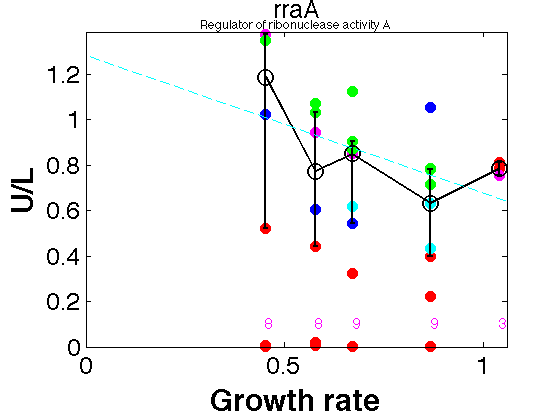 rraA
Regulator of ribonuclease activity A
U/L
1.2
1
0.8
0.6
0.4
0.2
0
8 8 9 9 3
0 0.5 1
Growth rate